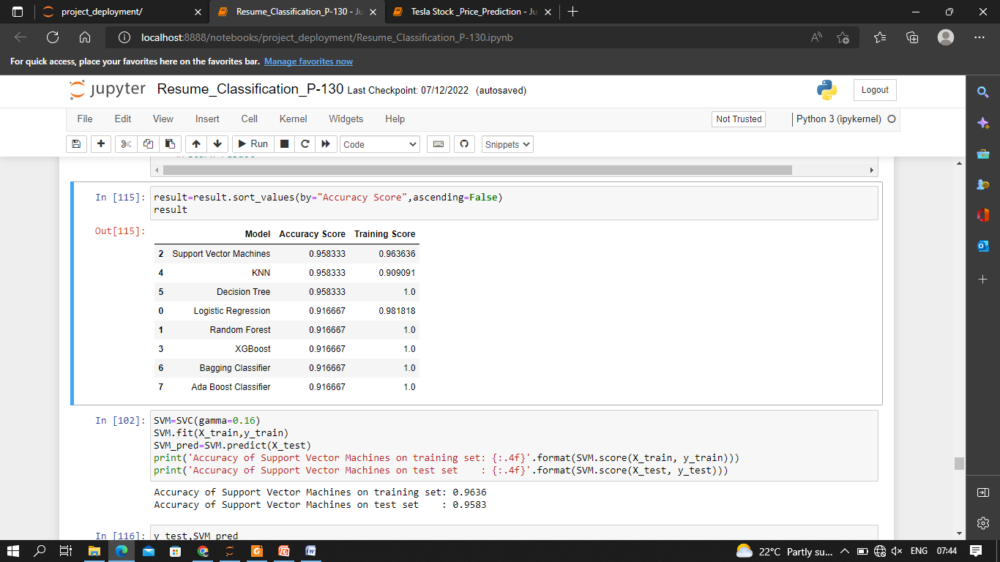 project_deployment/
Resume_Classification_P-130 - Ju
Tesla Stock _Price_Prediction - Ju
localhost:8888/notebooks/project_deployment/Resume_Classification_P-130.ipynb
For quick access, place your favorites here on the favorites bar. Manage favorites now
jupyter Resume_Classification_P-130 Last Checkpoint: 07/12/2022 (autosaved)
Logout
File Edit View Insert Cell Kernel Widgets Help
Not Trusted
Python 3 (ipykernel)
Run
Code
Snippets
In [115]: result=result.sort_values(by="Accuracy Score",ascending=False)
result
Out[115]:
Model Accuracy Score Training Score
2 Support Vector Machines 0.958333 0.963636
4 KNN 0.958333 0.909091
5 Decision Tree 0.958333 1.0
0 Logistic Regression 0.916667 0.981818
1 Random Forest 0.916667 1.0
3 XGBoost 0.916667 1.0
6 Bagging Classifier 0.916667 1.0
7 Ada Boost Classifier 0.916667 1.0
In [102]: SVM=SVC(gamma=0.16)
SVM.fit(X_train,y_train)
SVM_pred=SVM.predict(X_test)
print('Accuracy of Support Vector Machines on training set: {:.4f}'.format(SVM.score(X_train, y_train)))
print('Accuracy of Support Vector Machines on test set    : {:.4f}'.format(SVM.score(X_test, y_test)))
Accuracy of Support Vector Machines on training set: 0.9636
Accuracy of Support Vector Machines on test set    : 0.9583
In [116]: y_test,SVM_pred
22°C Partly su...
ENG
07:44